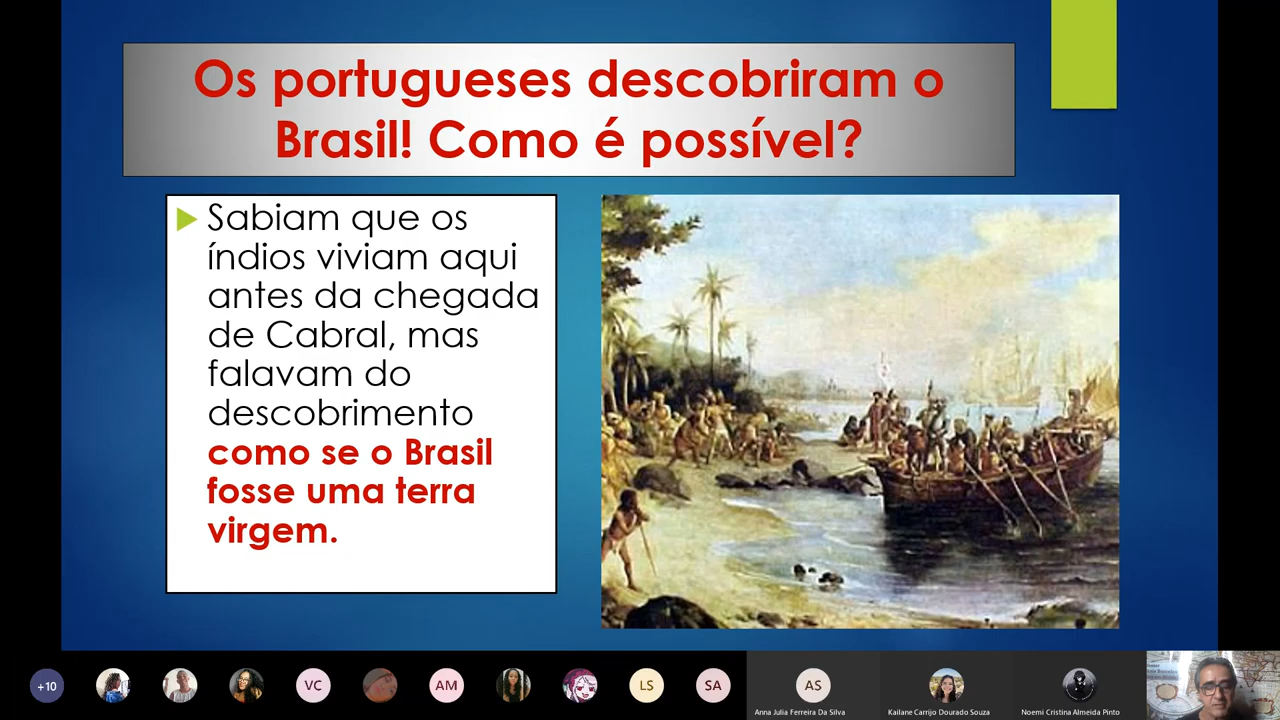 Os portugueses descobriram o
Brasil! Como é possível?
Sabiam que os
índios viviam aqui
antes da chegada
de Cabral, mas
falavam do
descobrimento
como se o Brasil
fosse uma terra
virgem.
+10
VC
AM
LS
SA
AS
Anna Julia Ferreira Da Silva
Kailane Carrijo Dourado Souza
Noemi Cristina Almeida Pinto